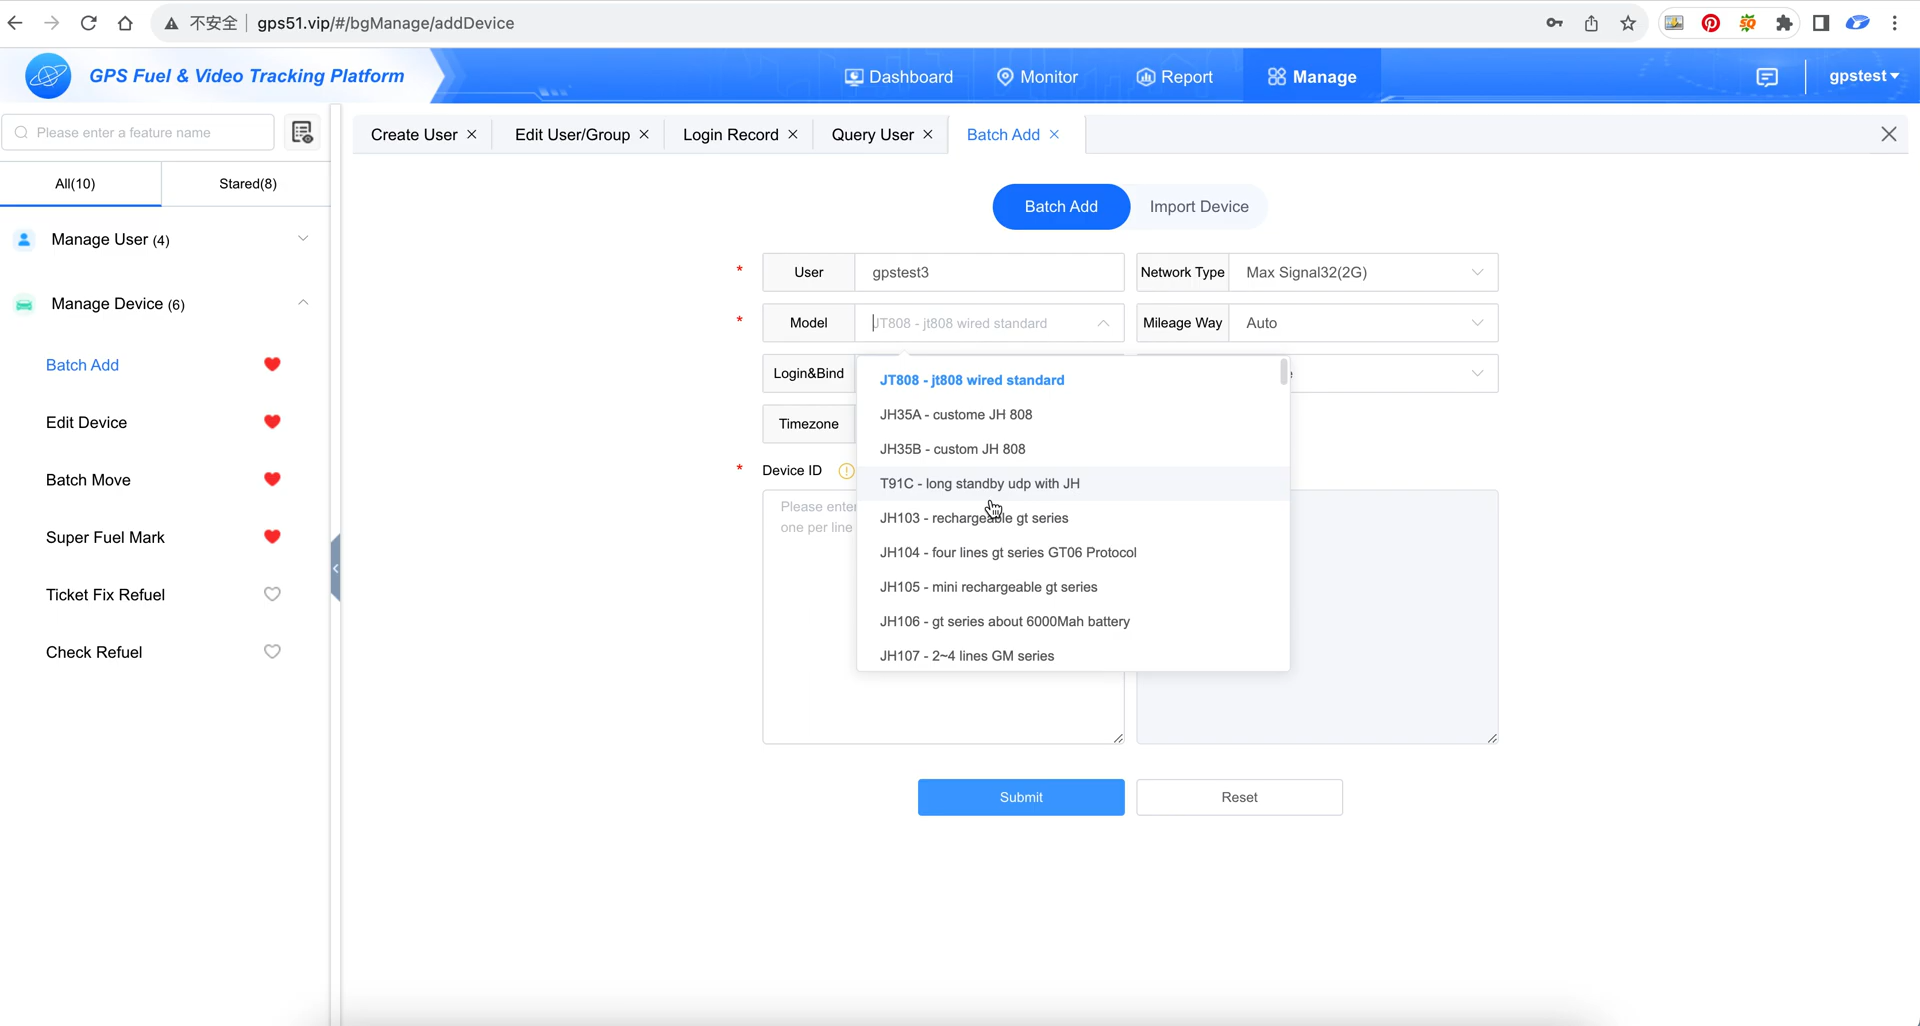 不安全 gps51.vip/#/bgManage/addDevice
GPS Fuel & Video Tracking Platform
Dashboard Monitor Report Manage gpstest
Please enter a feature name
Create User Edit User/Group Login Record Query User Batch Add
All(10) Stared(8)
Batch Add Import Device
Manage User (4)
* User gpstest3 Network Type Max Signal32(2G)
Manage Device (6)
* Model JT808 - jt808 wired standard Mileage Way Auto
Batch Add
Login&Bind
JT808 - jt808 wired standard
JH35A - custome JH 808
Edit Device
Timezone
JH35B - custom JH 808
* Device ID
Batch Move
T91C - long standby udp with JH
Please enter
JH103 - rechargeable gt series
one per line
Super Fuel Mark
JH104 - four lines gt series GT06 Protocol
JH105 - mini rechargeable gt series
Ticket Fix Refuel
JH106 - gt series about 6000Mah battery
Check Refuel
JH107 - 2~4 lines GM series
Submit Reset